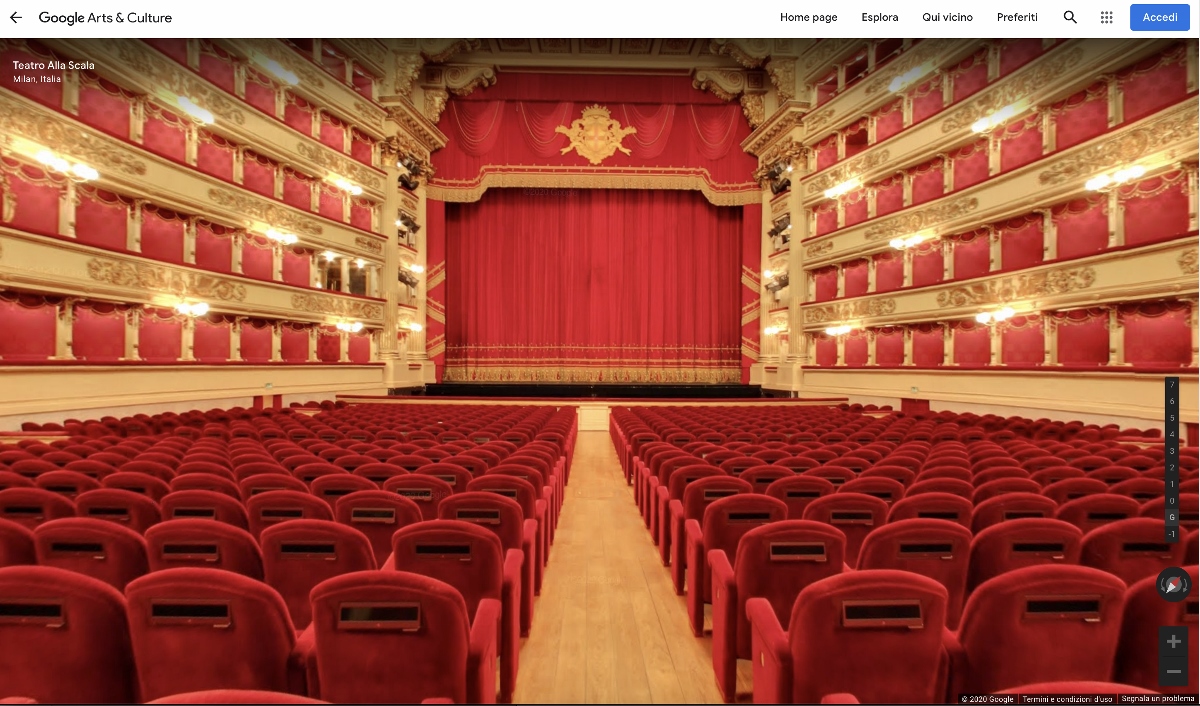 Google Arts & Culture
Home page
Esplora
Qui vicino
Preferiti
Accedi
Teatro Alla Scala
Milan, Italia
7
6
5
4
3
2
1
0
G
-1
© 2020 Google
Termini e condizioni d'uso
Segnala un problema